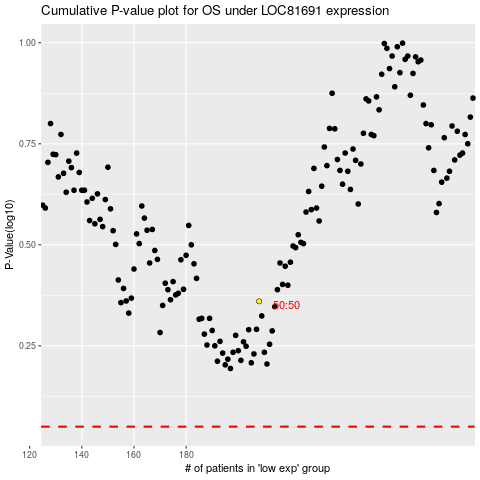 Cumulative P-value plot for OS under LOC81691 expression
1.00
0.75
0.50
0.25
P-Value(log10)
50:50
120 140 160 180
# of patients in 'low exp' group